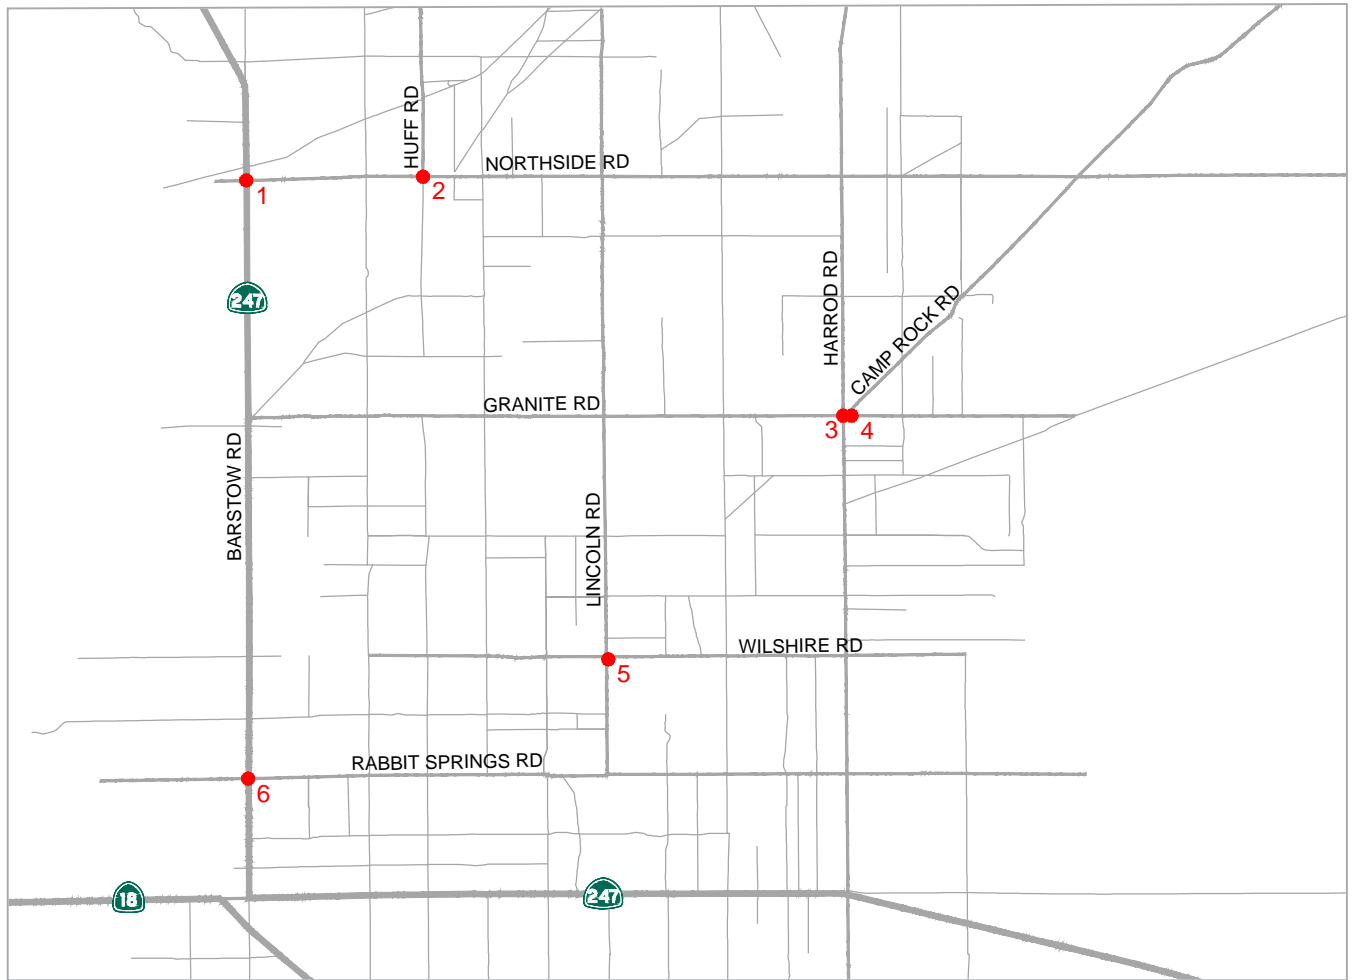 HUFF RD
NORTHSIDE RD
1
2
247
HARROD RD
CAMP ROCK RD
GRANITE RD
3
4
BARSTOW RD
LINCOLN RD
WILSHIRE RD
5
RABBIT SPRINGS RD
6
18
247